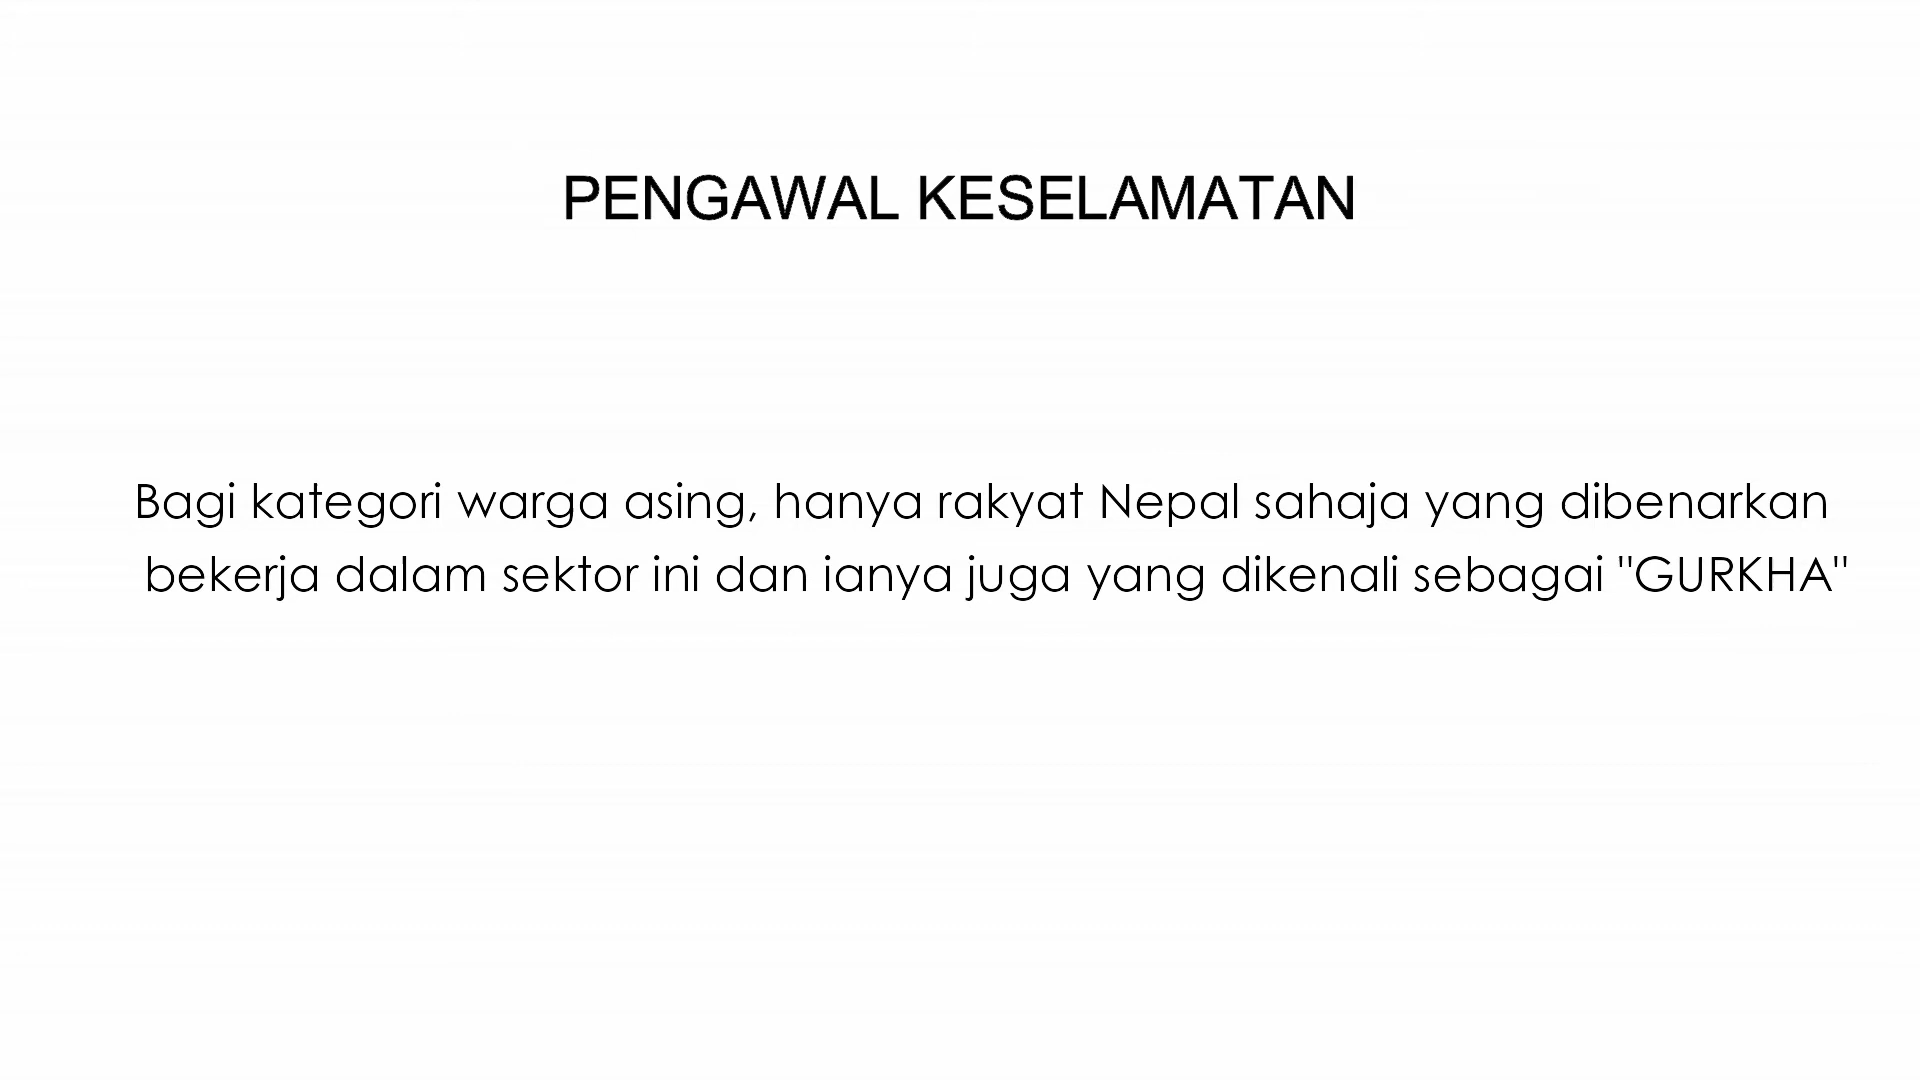 PENGAWAL KESELAMATAN
Bagi kategori warga asing, hanya rakyat Nepal sahaja yang dibenarkan
bekerja dalam sektor ini dan ianya juga yang dikenali sebagai "GURKHA"